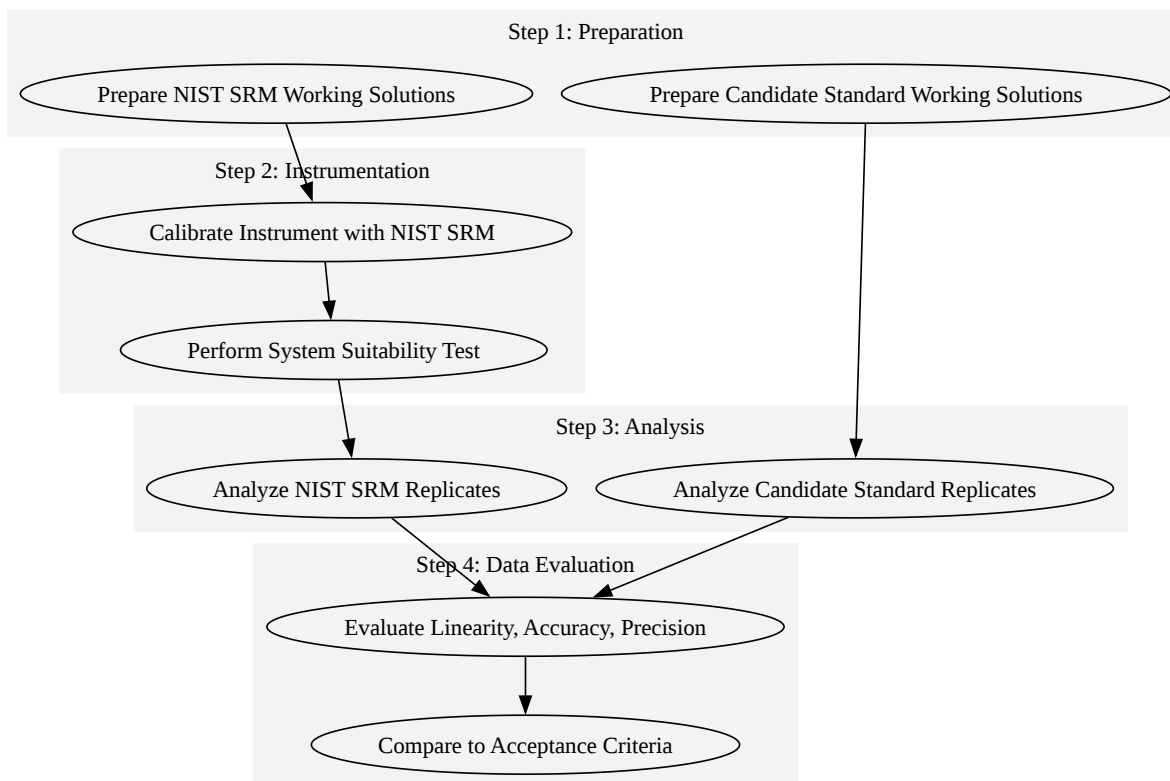 Step 1: Preparation
Prepare NIST SRM Working Solutions
Prepare Candidate Standard Working Solutions
Step 2: Instrumentation
Calibrate Instrument with NIST SRM
Perform System Suitability Test
Step 3: Analysis
Analyze NIST SRM Replicates
Analyze Candidate Standard Replicates
Step 4: Data Evaluation
Evaluate Linearity, Accuracy, Precision
Compare to Acceptance Criteria